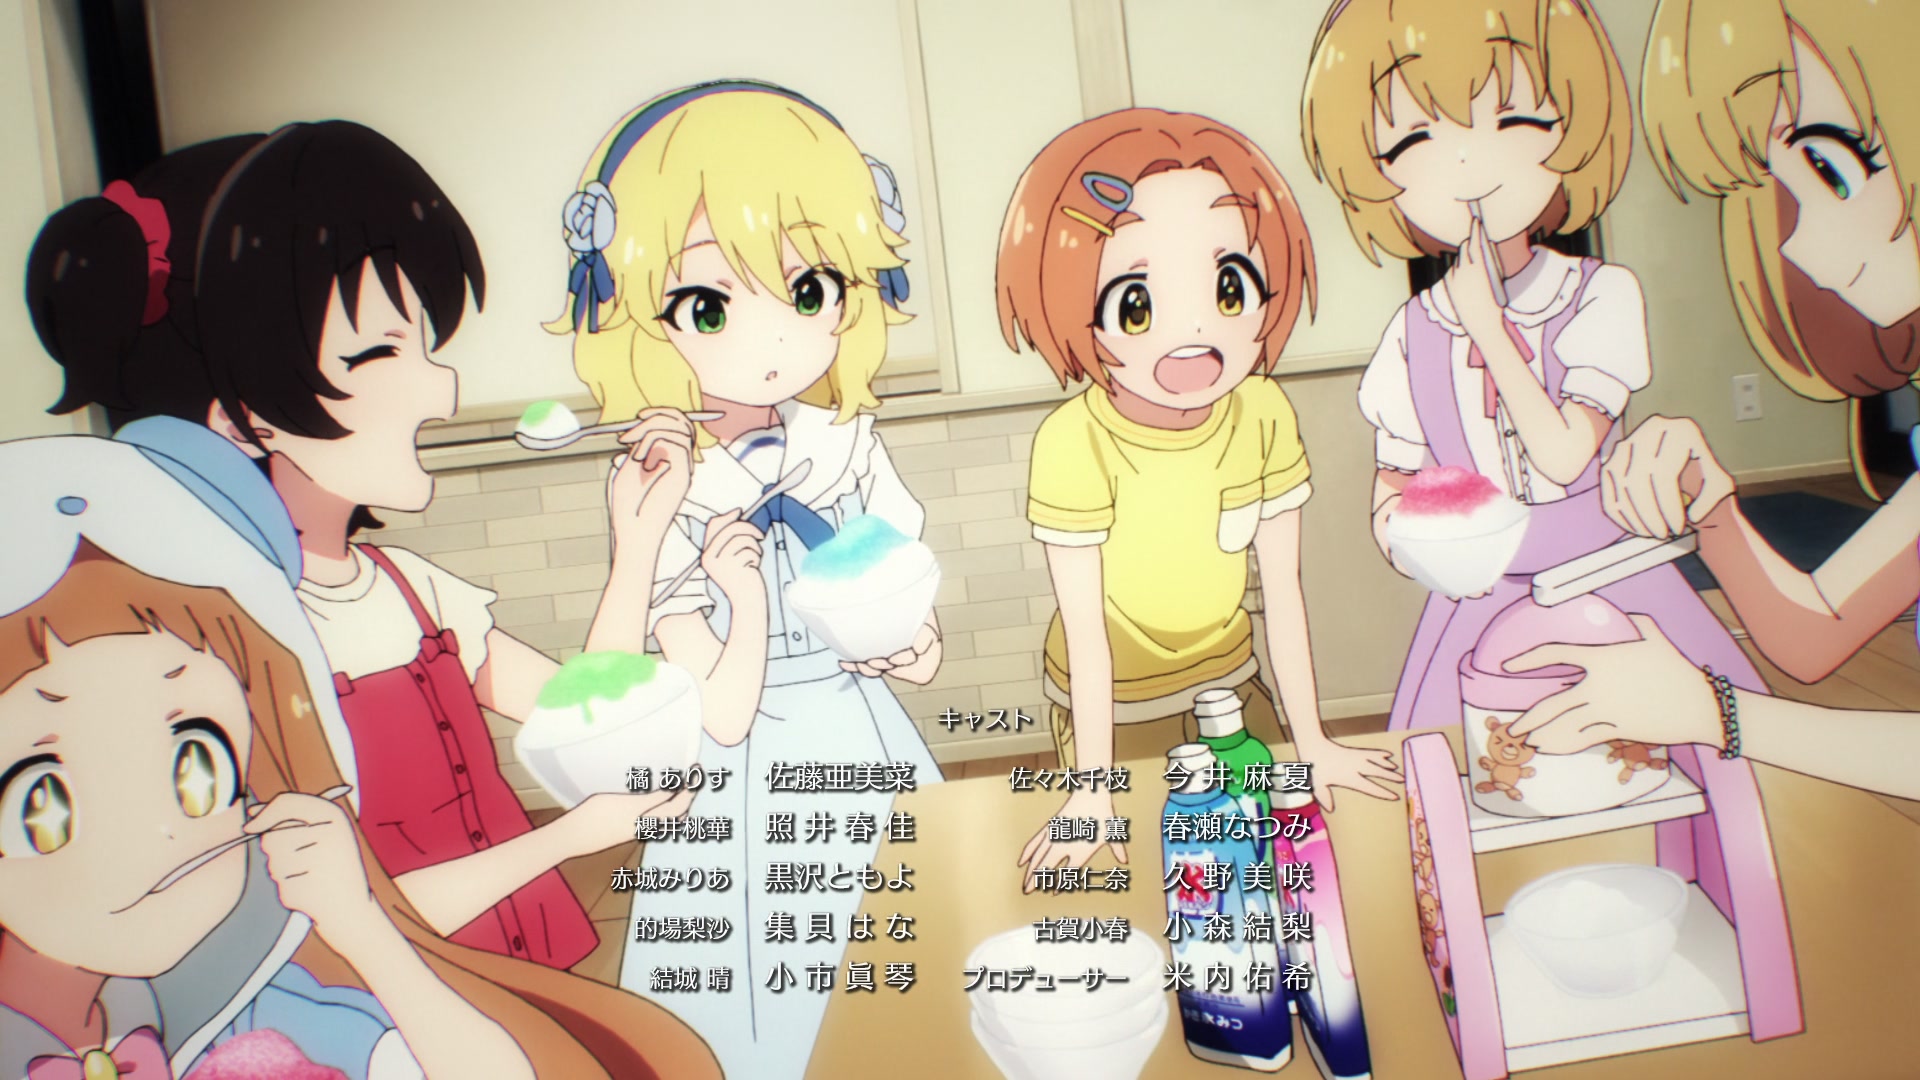 キャスト
橘 ありす 佐藤亜美菜
櫻井桃華 照井春佳
赤城みりあ 黒沢ともよ
的場梨沙 集貝はな
結城 晴 小市眞琴
佐々木千枝 今井麻夏
龍崎 薫 春瀬なつみ
市原仁奈 久野美咲
古賀小春 小森結梨
プロデューサー 米内佑希
氷みつ